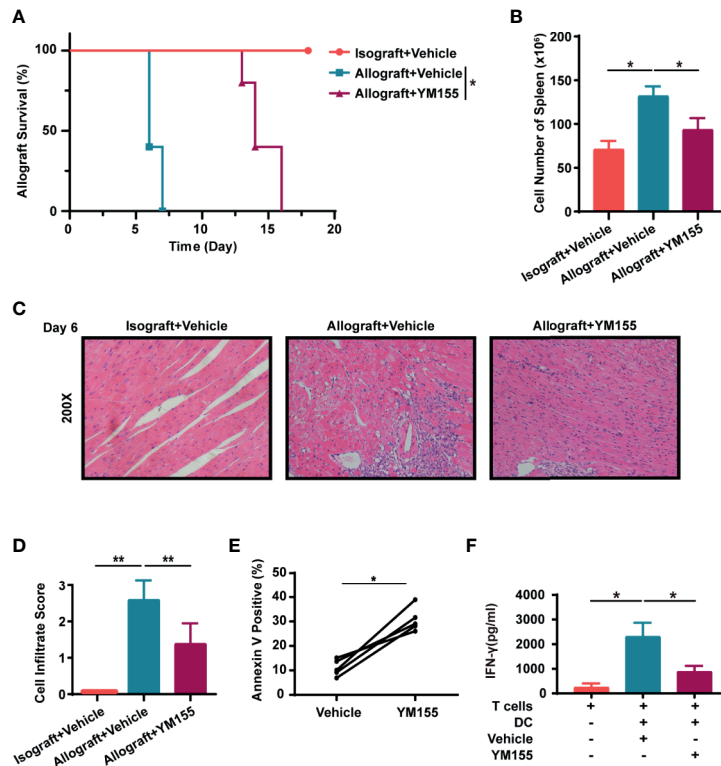 A
Allograft Survival (%)
100
50
0
0 5 10 15 20
Time (Day)
Isograft+Vehicle
Allograft+Vehicle
Allograft+YM155
*
B
Cell Number of Spleen (x10⁶)
200
150
100
50
0
* *
Isograft+Vehicle
Allograft+Vehicle
Allograft+YM155
C
Day 6
Isograft+Vehicle Allograft+Vehicle Allograft+YM155
200X
D
Cell Infiltrate Score
3
2
1
0
** **
Isograft+Vehicle
Allograft+Vehicle
Allograft+YM155
E
Annexin V Positive (%)
50
40
30
20
10
0
*
Vehicle YM155
F
IFN-γ(pg/ml)
4000
3000
2000
1000
0
* *
T cells + + +
DC - + +
Vehicle - + -
YM155 - - +